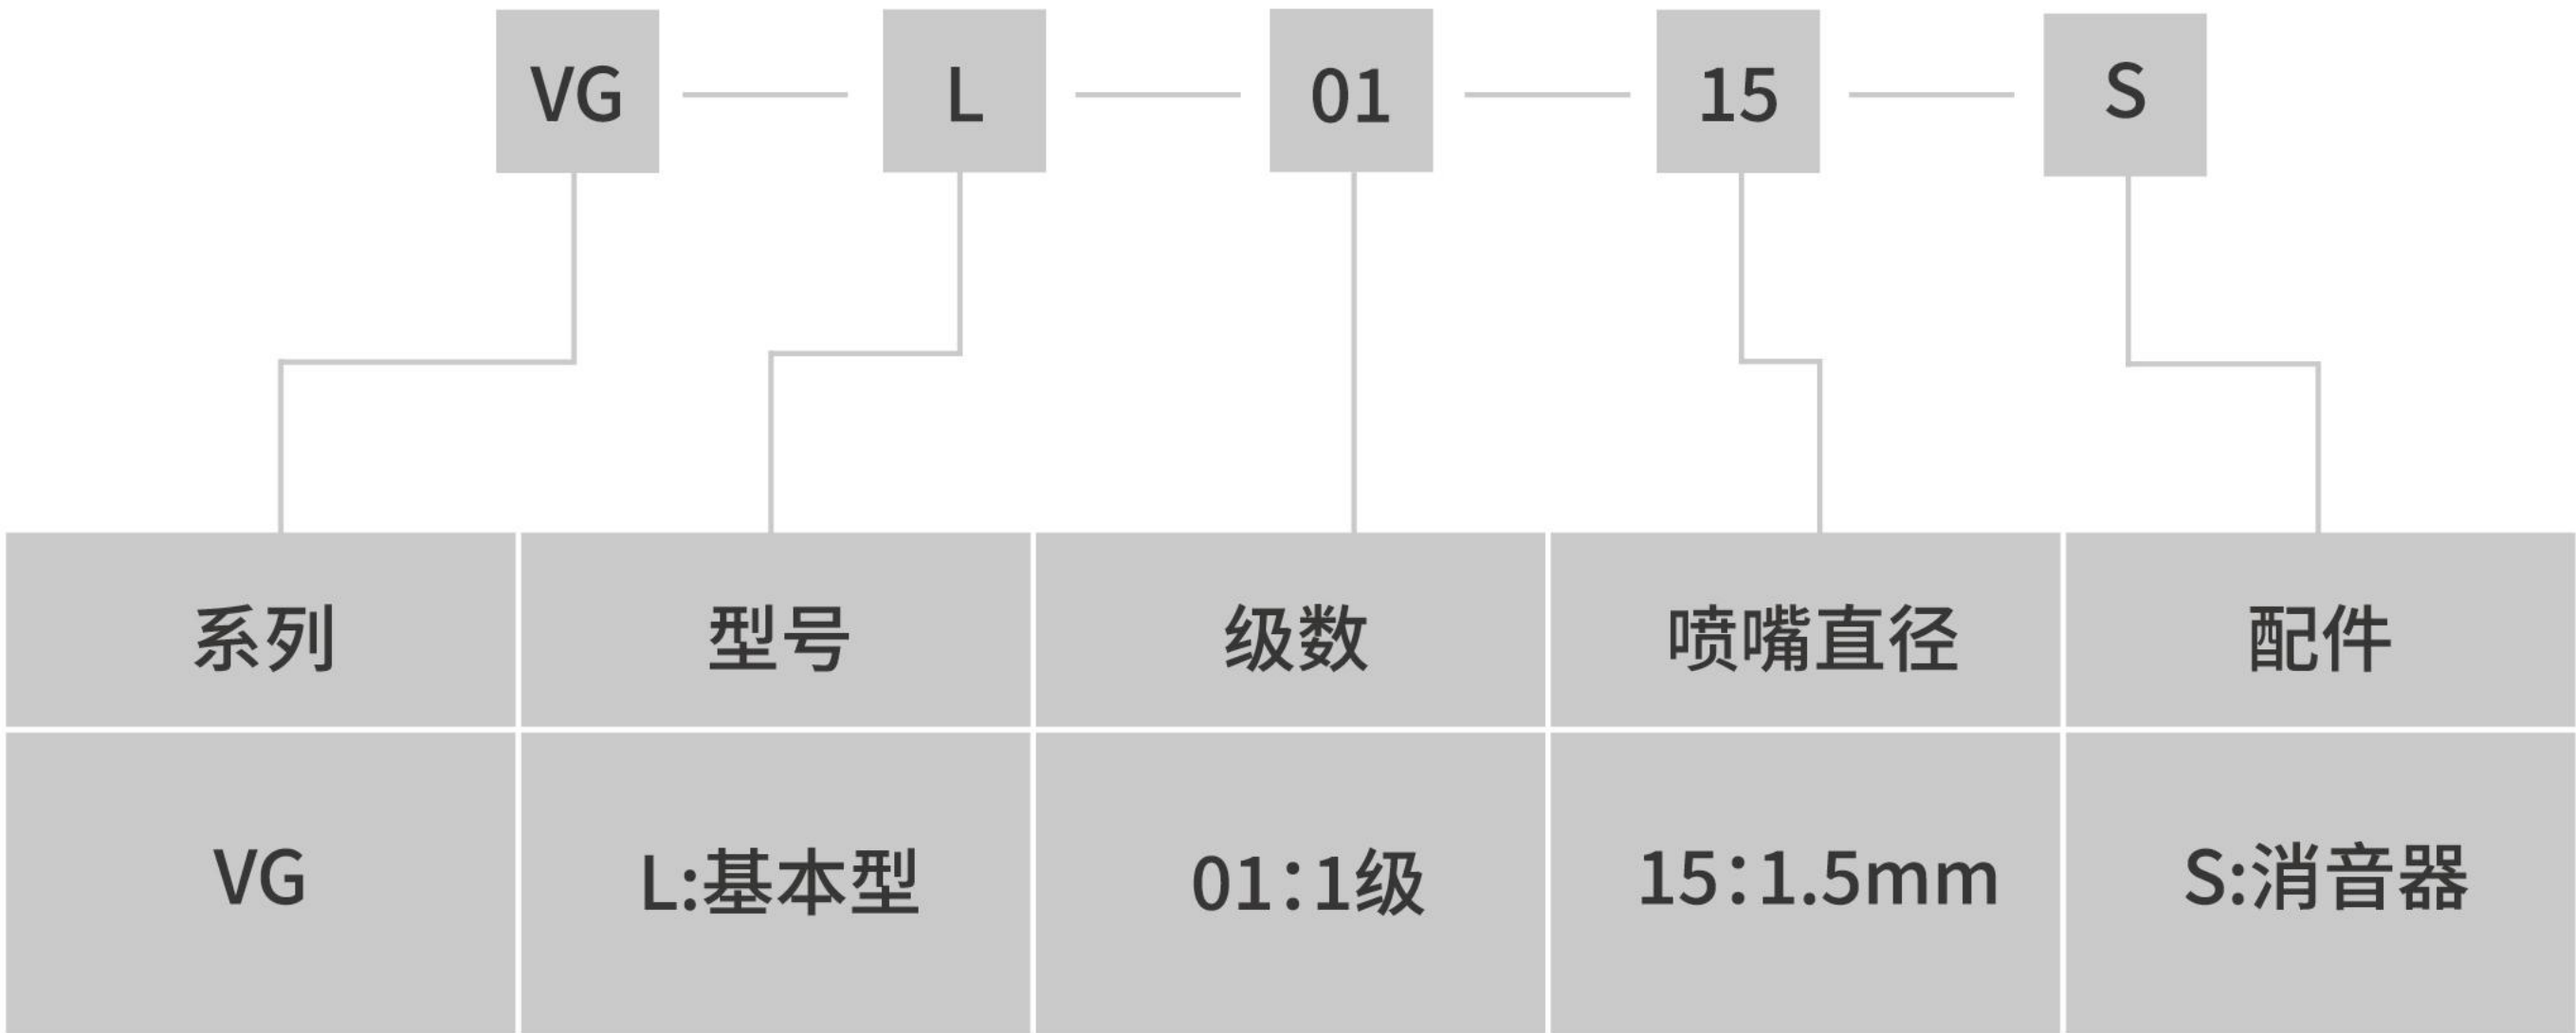 VG — L — 01 — 15 — S
系列 型号 级数 喷嘴直径 配件
VG L:基本型 01：1级 15：1.5mm S:消音器